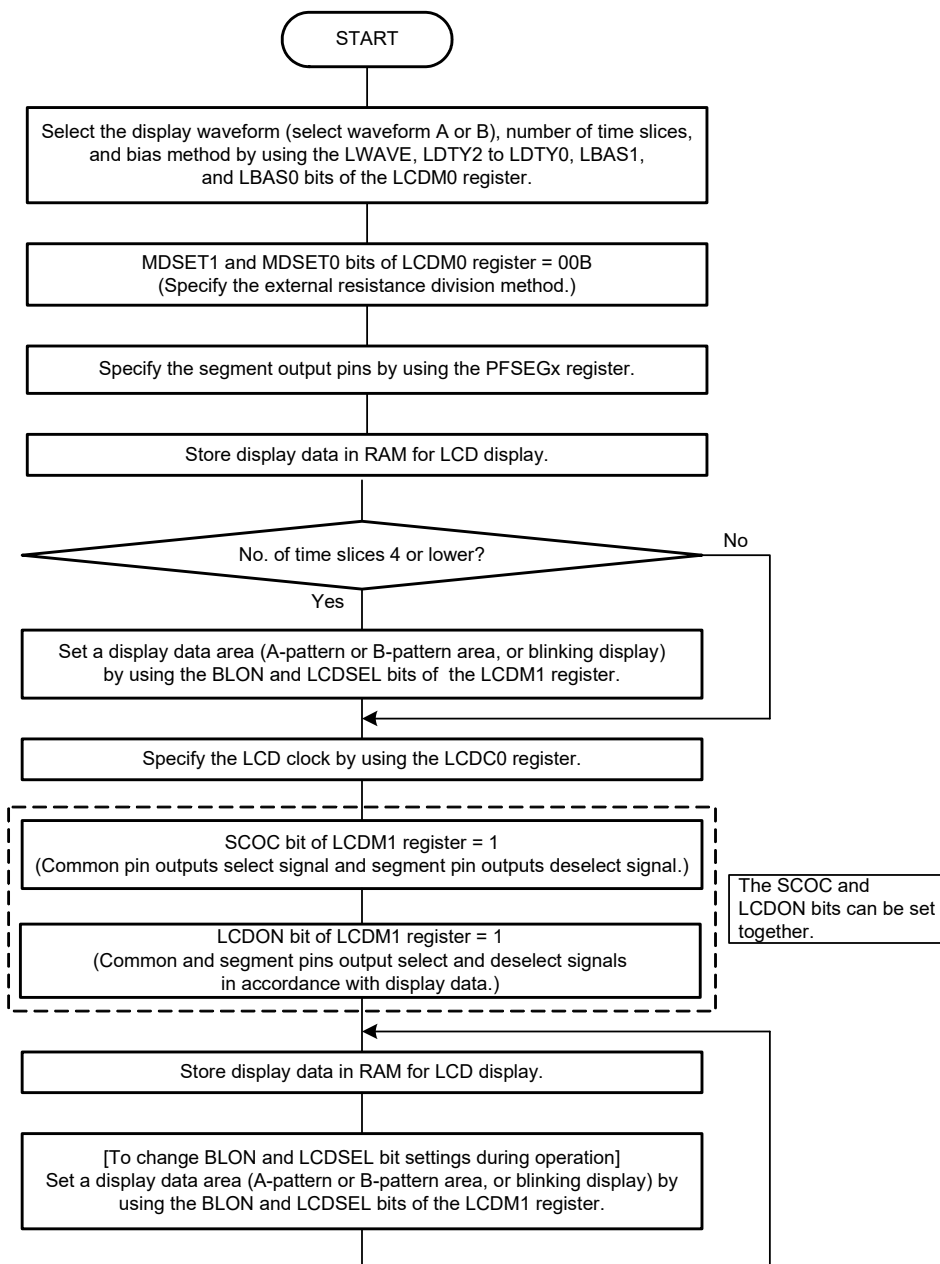 START
Select the display waveform (select waveform A or B), number of time slices,
and bias method by using the LWAVE, LDTY2 to LDTY0, LBAS1,
and LBAS0 bits of the LCDM0 register.
MDSET1 and MDSET0 bits of LCDM0 register = 00B
(Specify the external resistance division method.)
Specify the segment output pins by using the PFSEGx register.
Store display data in RAM for LCD display.
No. of time slices 4 or lower?
No
Yes
Set a display data area (A-pattern or B-pattern area, or blinking display)
by using the BLON and LCDSEL bits of the LCDM1 register.
Specify the LCD clock by using the LCDC0 register.
SCOC bit of LCDM1 register = 1
(Common pin outputs select signal and segment pin outputs deselect signal.)
The SCOC and
LCDON bits can be set
together.
LCDON bit of LCDM1 register = 1
(Common and segment pins output select and deselect signals
in accordance with display data.)
Store display data in RAM for LCD display.
[To change BLON and LCDSEL bit settings during operation]
Set a display data area (A-pattern or B-pattern area, or blinking display) by
using the BLON and LCDSEL bits of the LCDM1 register.